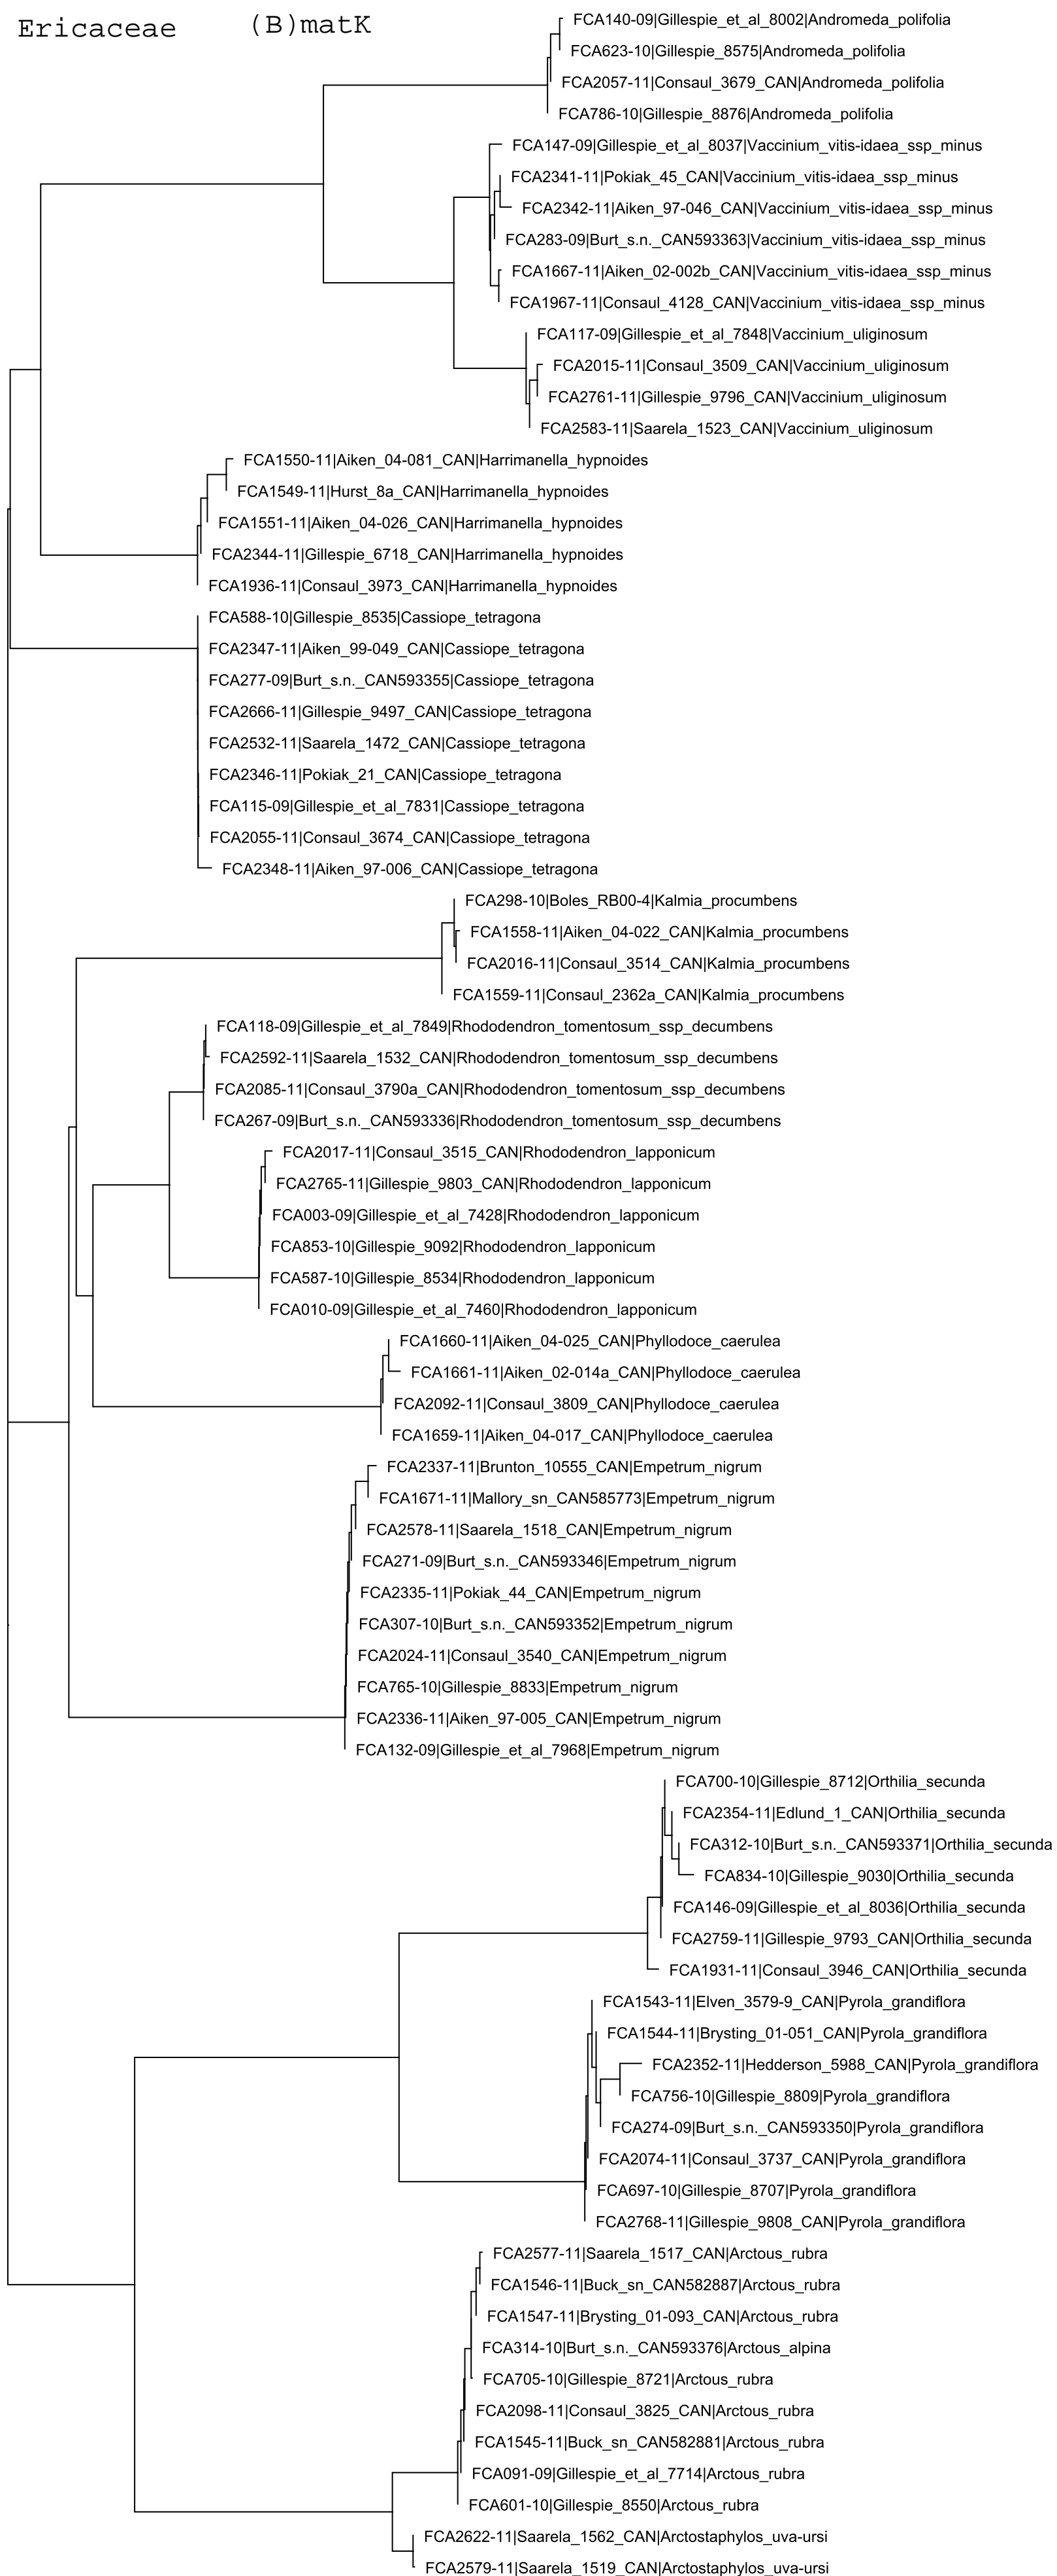 Ericaceae (B)matK
FCA140-09|Gillespie_et_al_8002|Andromeda_polifolia
FCA623-10|Gillespie_8575|Andromeda_polifolia
FCA2057-11|Consaul_3679_CAN|Andromeda_polifolia
FCA786-10|Gillespie_8876|Andromeda_polifolia
FCA147-09|Gillespie_et_al_8037|Vaccinium_vitis-idaea_ssp_minus
FCA2341-11|Pokiak_45_CAN|Vaccinium_vitis-idaea_ssp_minus
FCA2342-11|Aiken_97-046_CAN|Vaccinium_vitis-idaea_ssp_minus
FCA283-09|Burt_s.n._CAN593363|Vaccinium_vitis-idaea_ssp_minus
FCA1667-11|Aiken_02-002b_CAN|Vaccinium_vitis-idaea_ssp_minus
FCA1967-11|Consaul_4128_CAN|Vaccinium_vitis-idaea_ssp_minus
FCA117-09|Gillespie_et_al_7848|Vaccinium_uliginosum
FCA2015-11|Consaul_3509_CAN|Vaccinium_uliginosum
FCA2761-11|Gillespie_9796_CAN|Vaccinium_uliginosum
FCA2583-11|Saarela_1523_CAN|Vaccinium_uliginosum
FCA1550-11|Aiken_04-081_CAN|Harrimanella_hypnoides
FCA1549-11|Hurst_8a_CAN|Harrimanella_hypnoides
FCA1551-11|Aiken_04-026_CAN|Harrimanella_hypnoides
FCA2344-11|Gillespie_6718_CAN|Harrimanella_hypnoides
FCA1936-11|Consaul_3973_CAN|Harrimanella_hypnoides
FCA588-10|Gillespie_8535|Cassiope_tetragona
FCA2347-11|Aiken_99-049_CAN|Cassiope_tetragona
FCA277-09|Burt_s.n._CAN593355|Cassiope_tetragona
FCA2666-11|Gillespie_9497_CAN|Cassiope_tetragona
FCA2532-11|Saarela_1472_CAN|Cassiope_tetragona
FCA2346-11|Pokiak_21_CAN|Cassiope_tetragona
FCA115-09|Gillespie_et_al_7831|Cassiope_tetragona
FCA2055-11|Consaul_3674_CAN|Cassiope_tetragona
FCA2348-11|Aiken_97-006_CAN|Cassiope_tetragona
FCA298-10|Boles_RB00-4|Kalmia_procumbens
FCA1558-11|Aiken_04-022_CAN|Kalmia_procumbens
FCA2016-11|Consaul_3514_CAN|Kalmia_procumbens
FCA1559-11|Consaul_2362a_CAN|Kalmia_procumbens
FCA118-09|Gillespie_et_al_7849|Rhododendron_tomentosum_ssp_decumbens
FCA2592-11|Saarela_1532_CAN|Rhododendron_tomentosum_ssp_decumbens
FCA2085-11|Consaul_3790a_CAN|Rhododendron_tomentosum_ssp_decumbens
FCA267-09|Burt_s.n._CAN593336|Rhododendron_tomentosum_ssp_decumbens
FCA2017-11|Consaul_3515_CAN|Rhododendron_lapponicum
FCA2765-11|Gillespie_9803_CAN|Rhododendron_lapponicum
FCA003-09|Gillespie_et_al_7428|Rhododendron_lapponicum
FCA853-10|Gillespie_9092|Rhododendron_lapponicum
FCA587-10|Gillespie_8534|Rhododendron_lapponicum
FCA010-09|Gillespie_et_al_7460|Rhododendron_lapponicum
FCA1660-11|Aiken_04-025_CAN|Phyllodoce_caerulea
FCA1661-11|Aiken_02-014a_CAN|Phyllodoce_caerulea
FCA2092-11|Consaul_3809_CAN|Phyllodoce_caerulea
FCA1659-11|Aiken_04-017_CAN|Phyllodoce_caerulea
FCA2337-11|Brunton_10555_CAN|Empetrum_nigrum
FCA1671-11|Mallory_sn_CAN585773|Empetrum_nigrum
FCA2578-11|Saarela_1518_CAN|Empetrum_nigrum
FCA271-09|Burt_s.n._CAN593346|Empetrum_nigrum
FCA2335-11|Pokiak_44_CAN|Empetrum_nigrum
FCA307-10|Burt_s.n._CAN593352|Empetrum_nigrum
FCA2024-11|Consaul_3540_CAN|Empetrum_nigrum
FCA765-10|Gillespie_8833|Empetrum_nigrum
FCA2336-11|Aiken_97-005_CAN|Empetrum_nigrum
FCA132-09|Gillespie_et_al_7968|Empetrum_nigrum
FCA700-10|Gillespie_8712|Orthilia_secunda
FCA2354-11|Edlund_1_CAN|Orthilia_secunda
FCA312-10|Burt_s.n._CAN593371|Orthilia_secunda
FCA834-10|Gillespie_9030|Orthilia_secunda
FCA146-09|Gillespie_et_al_8036|Orthilia_secunda
FCA2759-11|Gillespie_9793_CAN|Orthilia_secunda
FCA1931-11|Consaul_3946_CAN|Orthilia_secunda
FCA1543-11|Elven_3579-9_CAN|Pyrola_grandiflora
FCA1544-11|Brysting_01-051_CAN|Pyrola_grandiflora
FCA2352-11|Hedderson_5988_CAN|Pyrola_grandiflora
FCA756-10|Gillespie_8809|Pyrola_grandiflora
FCA274-09|Burt_s.n._CAN593350|Pyrola_grandiflora
FCA2074-11|Consaul_3737_CAN|Pyrola_grandiflora
FCA697-10|Gillespie_8707|Pyrola_grandiflora
FCA2768-11|Gillespie_9808_CAN|Pyrola_grandiflora
FCA2577-11|Saarela_1517_CAN|Arctous_rubra
FCA1546-11|Buck_sn_CAN582887|Arctous_rubra
FCA1547-11|Brysting_01-093_CAN|Arctous_rubra
FCA314-10|Burt_s.n._CAN593376|Arctous_alpina
FCA705-10|Gillespie_8721|Arctous_rubra
FCA2098-11|Consaul_3825_CAN|Arctous_rubra
FCA1545-11|Buck_sn_CAN582881|Arctous_rubra
FCA091-09|Gillespie_et_al_7714|Arctous_rubra
FCA601-10|Gillespie_8550|Arctous_rubra
FCA2622-11|Saarela_1562_CAN|Arctostaphylos_uva-ursi
FCA2579-11|Saarela_1519_CAN|Arctostaphylos_uva-ursi